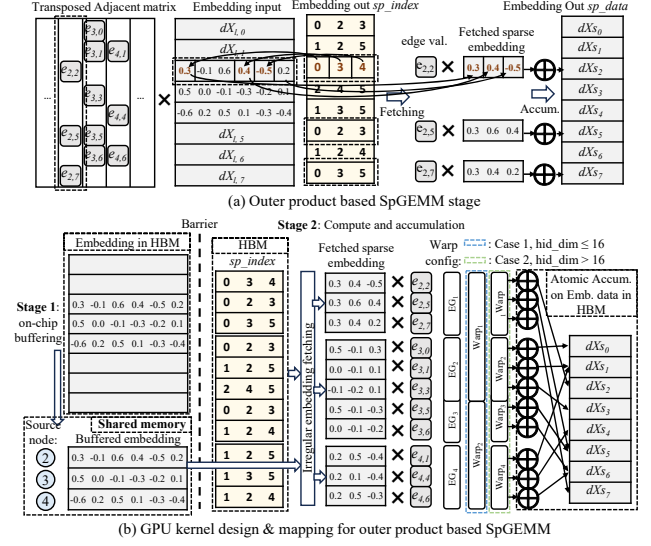 Transposed Adjacent matrix
Embedding input
Embedding out sp_index
Embedding Out sp_data
e3,0
e3,1 e4,1
e2,2
e3,3
e4,4
e2,5 e3,5
e3,6 e4,6
e2,7
... ...
×
dXl,0
dXl,1
0.3 -0.1 0.6 0.4 -0.5 0.2
0.5 0.0 -0.1 -0.3 -0.2 0.1
-0.6 0.2 0.5 0.1 -0.3 -0.4
dXl,5
dXl,6
dXl,7
0 2 3
1 2 5
0 3 4
2 4 5
1 3 5
0 2 3
1 2 4
0 3 5
Fetching
edge val.
Fetched sparse
embedding
e2,2 × 0.3 0.4 -0.5
e2,5 × 0.3 0.6 0.4
e2,7 × 0.3 0.4 0.2
Accum.
dXs0
dXs1
dXs2
dXs3
dXs4
dXs5
dXs6
dXs7
(a) Outer product based SpGEMM stage
Barrier
Stage 2: Compute and accumulation
Embedding in HBM
Stage 1:
on-chip
buffering
0.3 -0.1 0.6 0.4 -0.5 0.2
0.5 0.0 -0.1 -0.3 -0.2 0.1
-0.6 0.2 0.5 0.1 -0.3 -0.4
Source
node:
Shared memory
Buffered embedding
2 0.3 -0.1 0.6 0.4 -0.5 0.2
3 0.5 0.0 -0.1 -0.3 -0.2 0.1
4 -0.6 0.2 0.5 0.1 -0.3 -0.4
HBM
sp_index
0 3 4
0 2 3
0 3 5
0 2 3
1 2 5
2 4 5
0 2 3
1 2 4
1 2 5
1 3 5
1 2 4
Irregular embedding fetching
Fetched sparse
embedding
0.3 0.4 -0.5 × e2,2
0.3 0.6 0.4 × e2,5
0.3 0.4 0.2 × e2,7
0.5 -0.1 0.3 × e3,0
0.0 -0.1 0.1 × e3,1
-0.1 -0.2 0.1 × e3,3
0.5 -0.1 -0.3 × e3,5
0.0 -0.1 -0.2 × e3,6
0.2 0.5 -0.4 × e4,1
0.2 0.1 -0.4 × e4,4
0.2 0.5 -0.3 × e4,6
Warp
config:
: Case 1, hid_dim ≤ 16
: Case 2, hid_dim > 16
EG1
EG2
EG3
EG4
Warp1
Warp2
Warp1
Warp2
Warp3
Warp4
Atomic Accum.
on Emb. data in
HBM
dXs0
dXs1
dXs2
dXs3
dXs4
dXs5
dXs6
dXs7
(b) GPU kernel design & mapping for outer product based SpGEMM